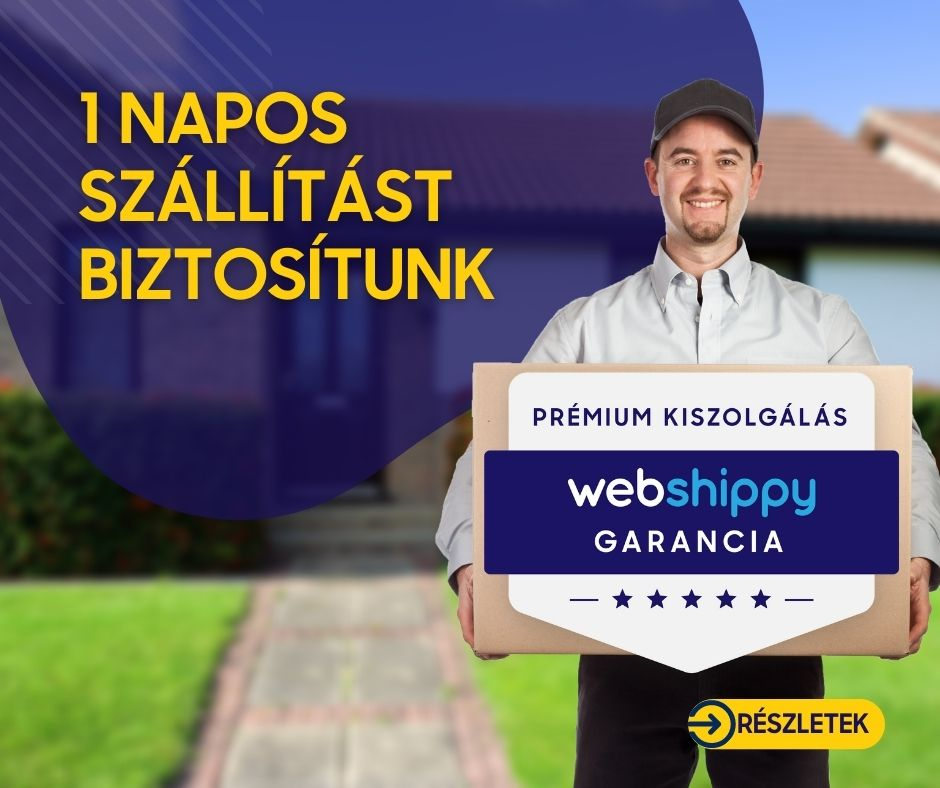 1 NAPOS
SZÁLLÍTÁST
BIZTOSÍTUNK
PRÉMIUM KISZOLGÁLÁS
webshippy
GARANCIA
RÉSZLETEK